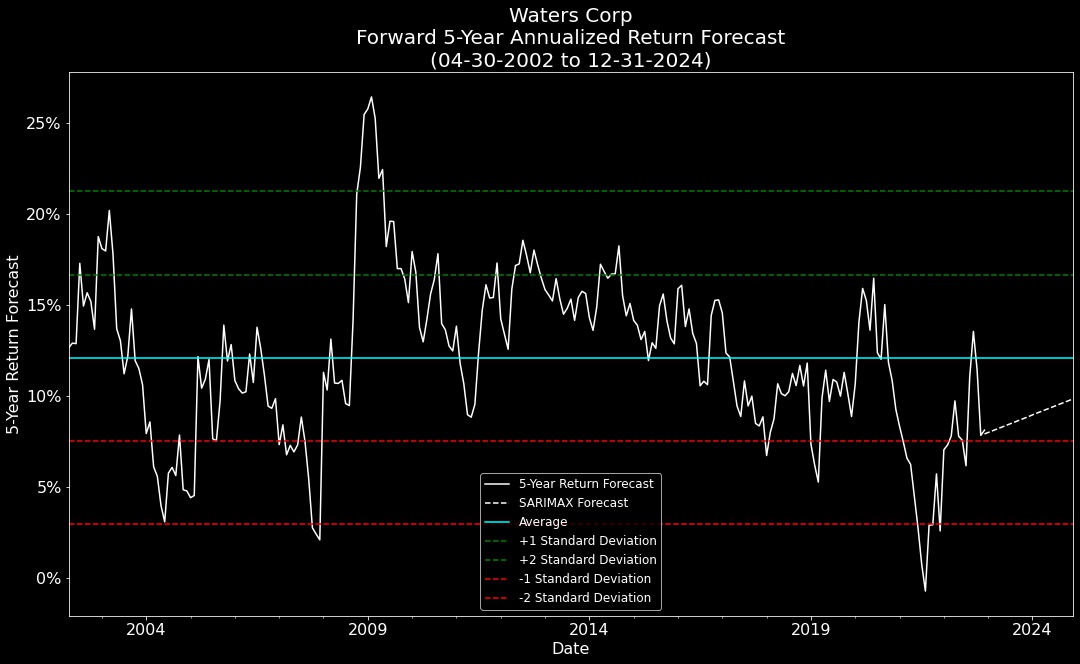 Waters Corp
Forward 5-Year Annualized Return Forecast
(04-30-2002 to 12-31-2024)
5-Year Return Forecast
25%
20%
15%
10%
5%
0%
5-Year Return Forecast
SARIMAX Forecast
Average
+1 Standard Deviation
+2 Standard Deviation
-1 Standard Deviation
-2 Standard Deviation
2004 2009 2014 2019 2024
Date